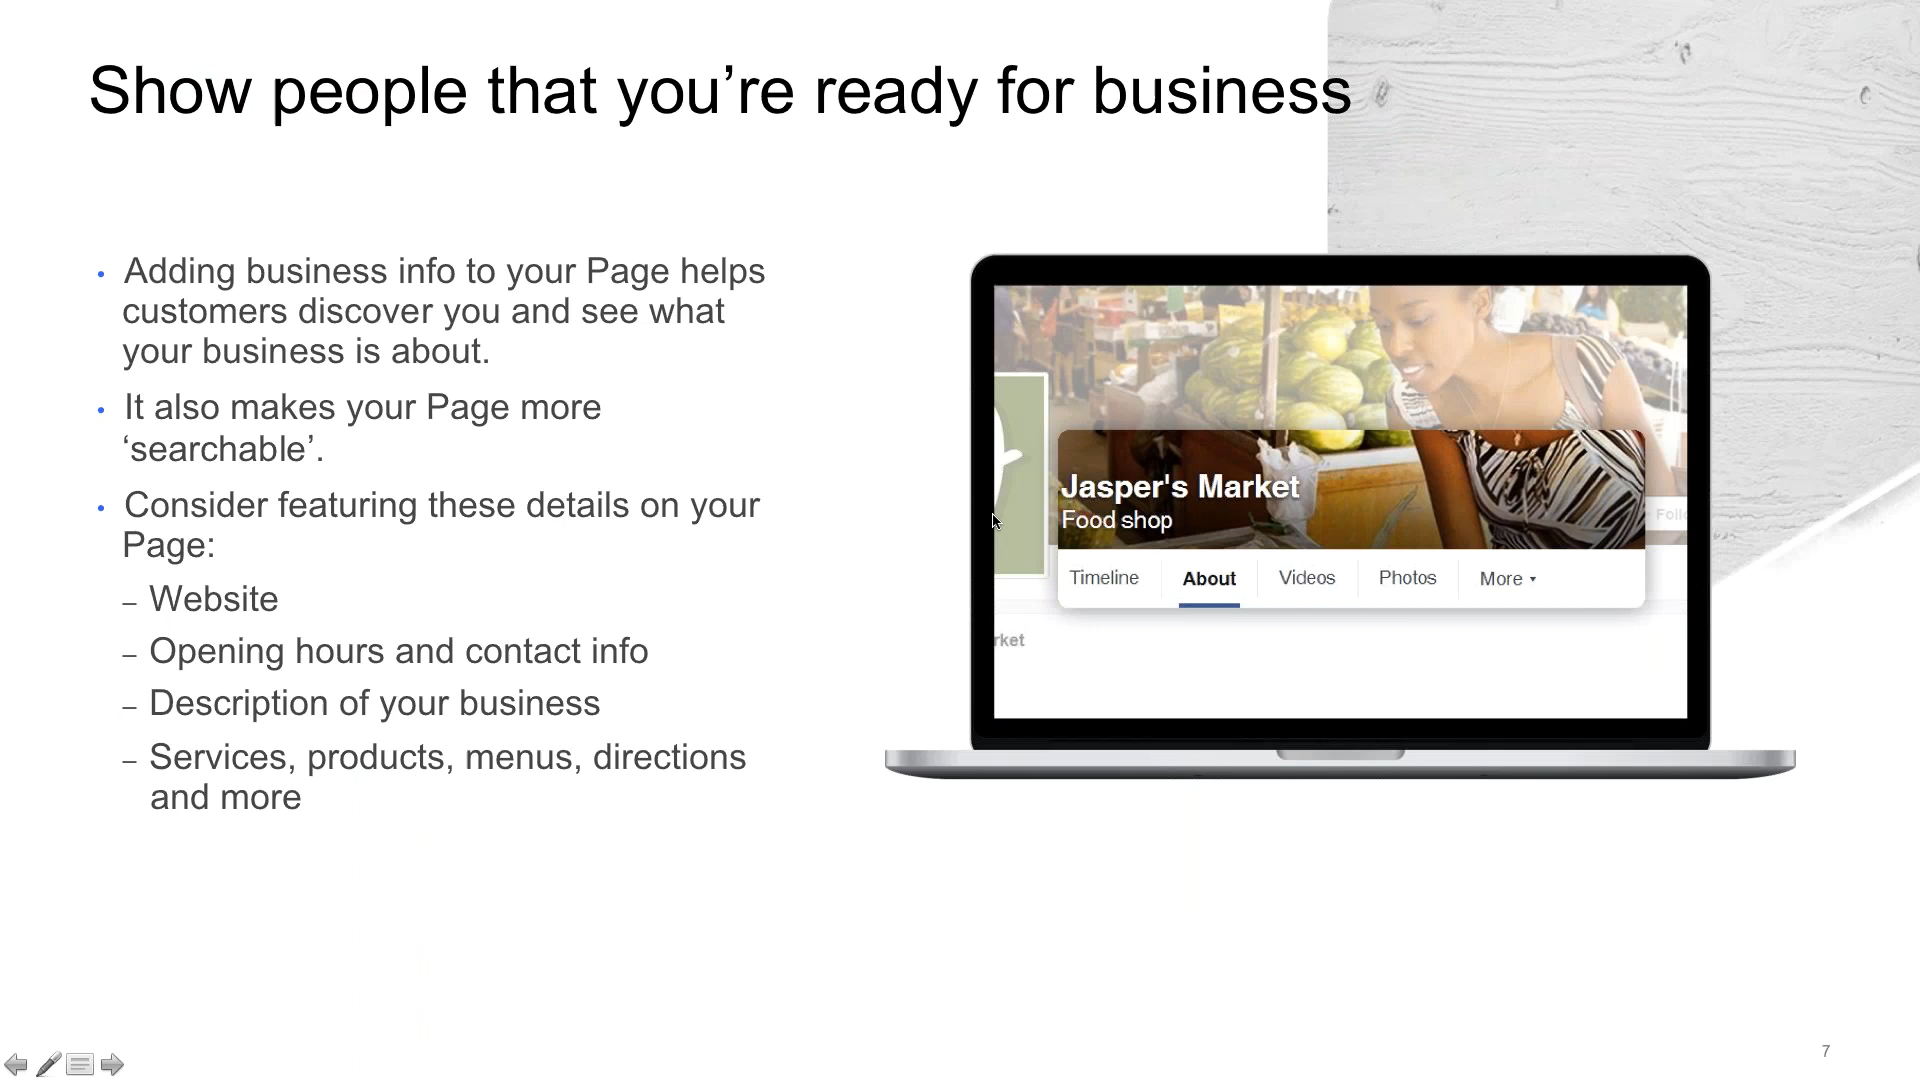 Show people that you’re ready for business
• Adding business info to your Page helps
customers discover you and see what
your business is about.
• It also makes your Page more
‘searchable’.
• Consider featuring these details on your
Page:
– Website
– Opening hours and contact info
– Description of your business
– Services, products, menus, directions
and more
Jasper's Market
Food shop
Timeline About Videos Photos More
7